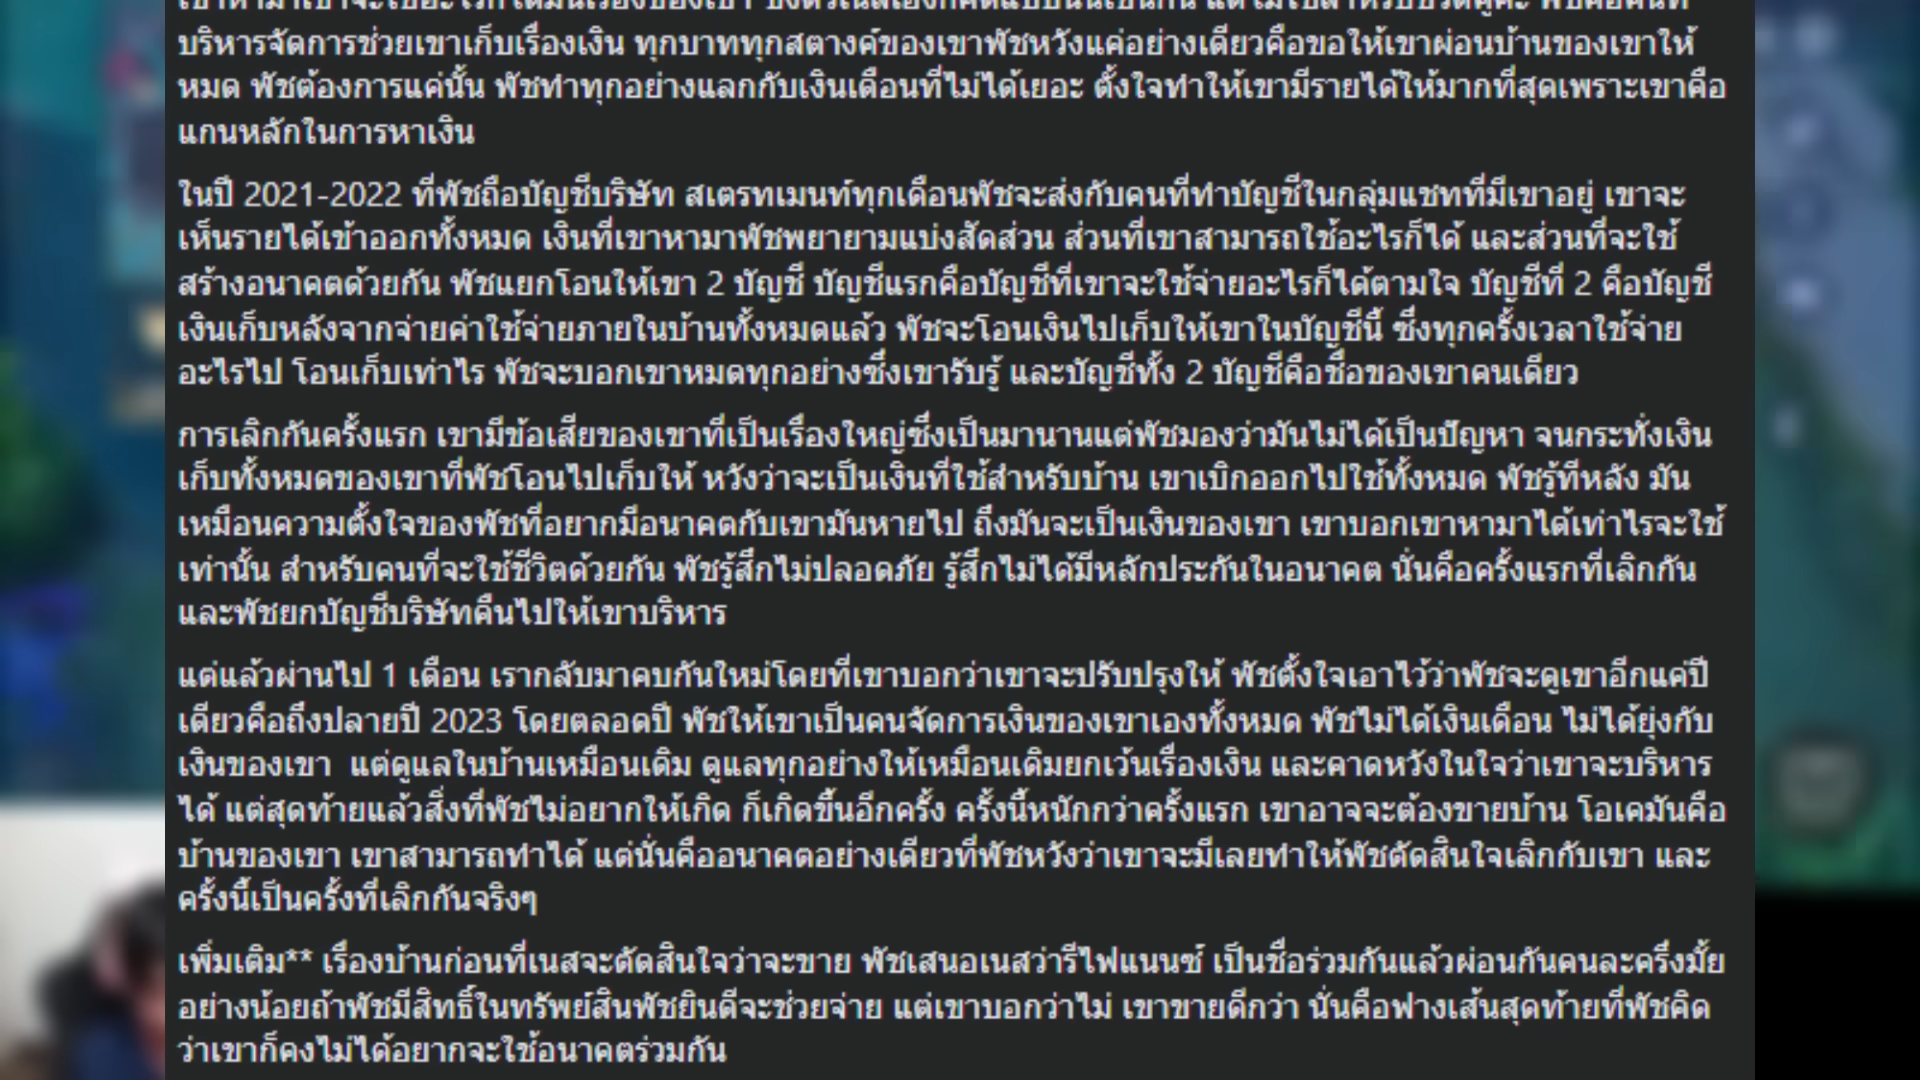 บริหารจัดการช่วยเขาเก็บเรื่องเงิน ทุกบาททุกสตางค์ของเขาพัชหวังแค่อย่างเดียวคือขอให้เขาผ่อนบ้านของเขาให้
หมด พัชต้องการแค่นั้น พัชทำทุกอย่างแลกกับเงินเดือนที่ไม่ได้เยอะ ตั้งใจทำให้เขามีรายได้ให้มากที่สุดเพราะเขาคือ
แกนหลักในการหาเงิน
ในปี 2021-2022 ที่พัชถือบัญชีบริษัท สเตรทเมนท์ทุกเดือนพัชจะส่งกับคนที่ทำบัญชีในกลุ่มแชทที่มีเขาอยู่ เขาจะ
เห็นรายได้เข้าออกทั้งหมด เงินที่เขาหามาพัชพยายามแบ่งสัดส่วน ส่วนที่เขาสามารถใช้อะไรก็ได้ และส่วนที่จะใช้
สร้างอนาคตด้วยกัน พัชแยกโอนให้เขา 2 บัญชี บัญชีแรกคือบัญชีที่เขาจะใช้จ่ายอะไรก็ได้ตามใจ บัญชีที่ 2 คือบัญชี
เงินเก็บหลังจากจ่ายค่าใช้จ่ายภายในบ้านทั้งหมดแล้ว พัชจะโอนเงินไปเก็บให้เขาในบัญชีนี้ ซึ่งทุกครั้งเวลาใช้จ่าย
อะไรไป โอนเก็บเท่าไร พัชจะบอกเขาหมดทุกอย่างซึ่งเขารับรู้ และบัญชีทั้ง 2 บัญชีคือชื่อของเขาคนเดียว
การเลิกกันครั้งแรก เขามีข้อเสียของเขาที่เป็นเรื่องใหญ่ซึ่งเป็นมานานแต่พัชมองว่ามันไม่ได้เป็นปัญหา จนกระทั่งเงิน
เก็บทั้งหมดของเขาที่พัชโอนไปเก็บให้ หวังว่าจะเป็นเงินที่ใช้สำหรับบ้าน เขาเบิกออกไปใช้ทั้งหมด พัชรู้ทีหลัง มัน
เหมือนความตั้งใจของพัชที่อยากมีอนาคตกับเขามันหายไป ถึงมันจะเป็นเงินของเขา เขาบอกเขาหามาได้เท่าไรจะใช้
เท่านั้น สำหรับคนที่จะใช้ชีวิตด้วยกัน พัชรู้สึกไม่ปลอดภัย รู้สึกไม่ได้มีหลักประกันในอนาคต นั่นคือครั้งแรกที่เลิกกัน
และพัชยกบัญชีบริษัทคืนไปให้เขาบริหาร
แต่แล้วผ่านไป 1 เดือน เรากลับมาคบกันใหม่โดยที่เขาบอกว่าเขาจะปรับปรุงให้ พัชตั้งใจเอาไว้ว่าพัชจะดูเขาอีกแค่ปี
เดียวคือถึงปลายปี 2023 โดยตลอดปี พัชให้เขาเป็นคนจัดการเงินของเขาเองทั้งหมด พัชไม่ได้เงินเดือน ไม่ได้ยุ่งกับ
เงินของเขา แต่ดูแลในบ้านเหมือนเดิม ดูแลทุกอย่างให้เหมือนเดิมยกเว้นเรื่องเงิน และคาดหวังในใจว่าเขาจะบริหาร
ได้ แต่สุดท้ายแล้วสิ่งที่พัชไม่อยากให้เกิด ก็เกิดขึ้นอีกครั้ง ครั้งนี้หนักกว่าครั้งแรก เขาอาจจะต้องขายบ้าน โอเคมันคือ
บ้านของเขา เขาสามารถทำได้ แต่นั่นคืออนาคตอย่างเดียวที่พัชหวังว่าเขาจะมีเลยทำให้พัชตัดสินใจเลิกกับเขา และ
ครั้งนี้เป็นครั้งที่เลิกกันจริงๆ
เพิ่มเติม** เรื่องบ้านก่อนที่เนสจะตัดสินใจว่าจะขาย พัชเสนอเนสว่ารีไฟแนนซ์ เป็นชื่อร่วมกันแล้วผ่อนกันคนละครึ่งมั้ย
อย่างน้อยถ้าพัชมีสิทธิ์ในทรัพย์สินพัชยินดีจะช่วยจ่าย แต่เขาบอกว่าไม่ เขาขายดีกว่า นั่นคือฟางเส้นสุดท้ายที่พัชคิด
ว่าเขาก็คงไม่ได้อยากจะใช้อนาคตร่วมกัน